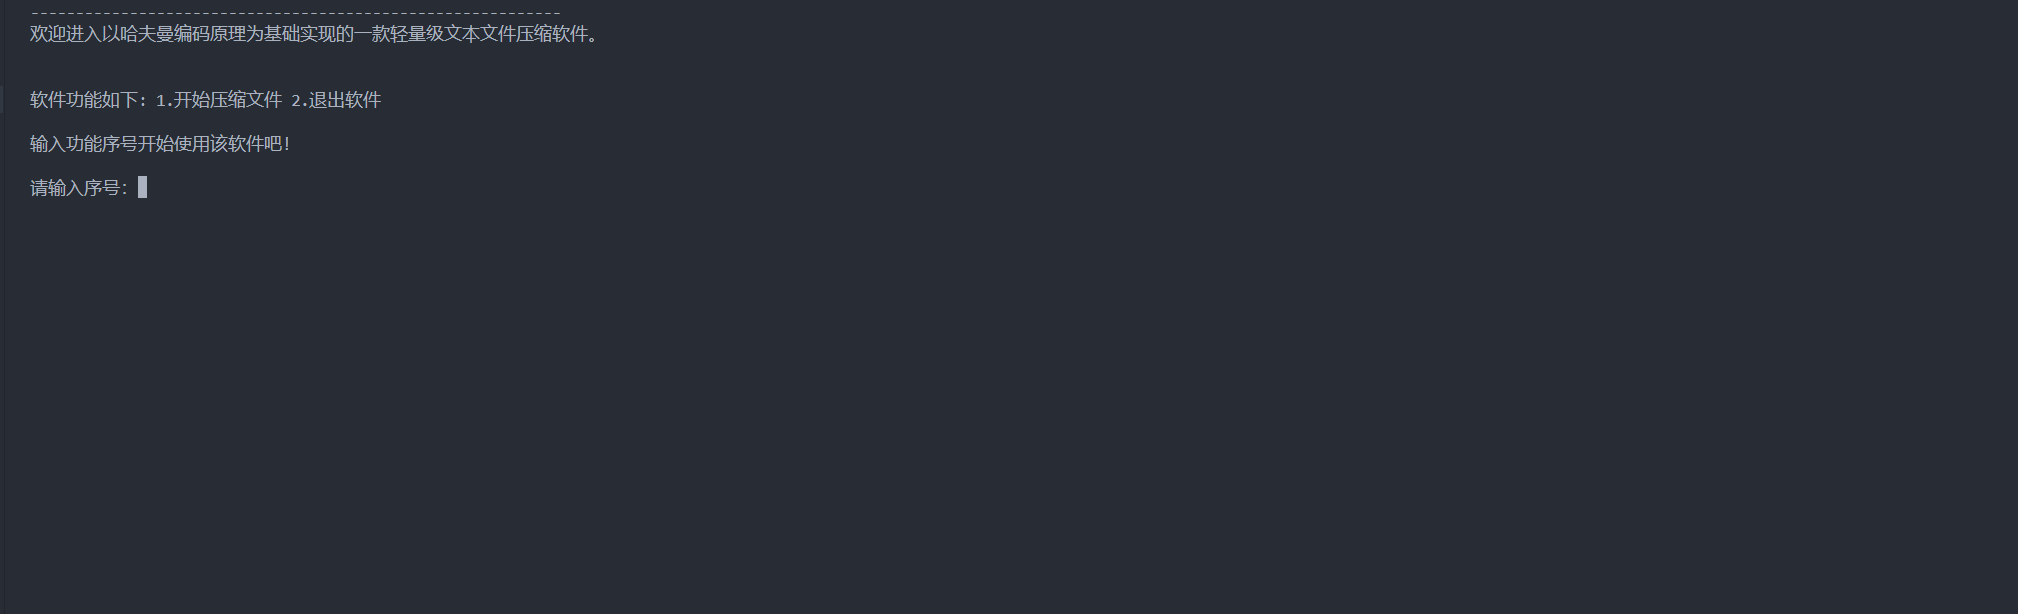 -----------------------------------------------------------
欢迎进入以哈夫曼编码原理为基础实现的一款轻量级文本文件压缩软件。
软件功能如下: 1.开始压缩文件 2.退出软件
输入功能序号开始使用该软件吧!
请输入序号: